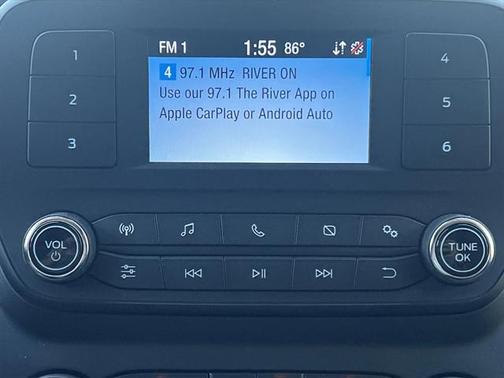 FM 1 1:55 86°
4 97.1 MHz RIVER ON
Use our 97.1 The River App on
Apple CarPlay or Android Auto
1
2
3
4
5
6
VOL
TUNE
OK